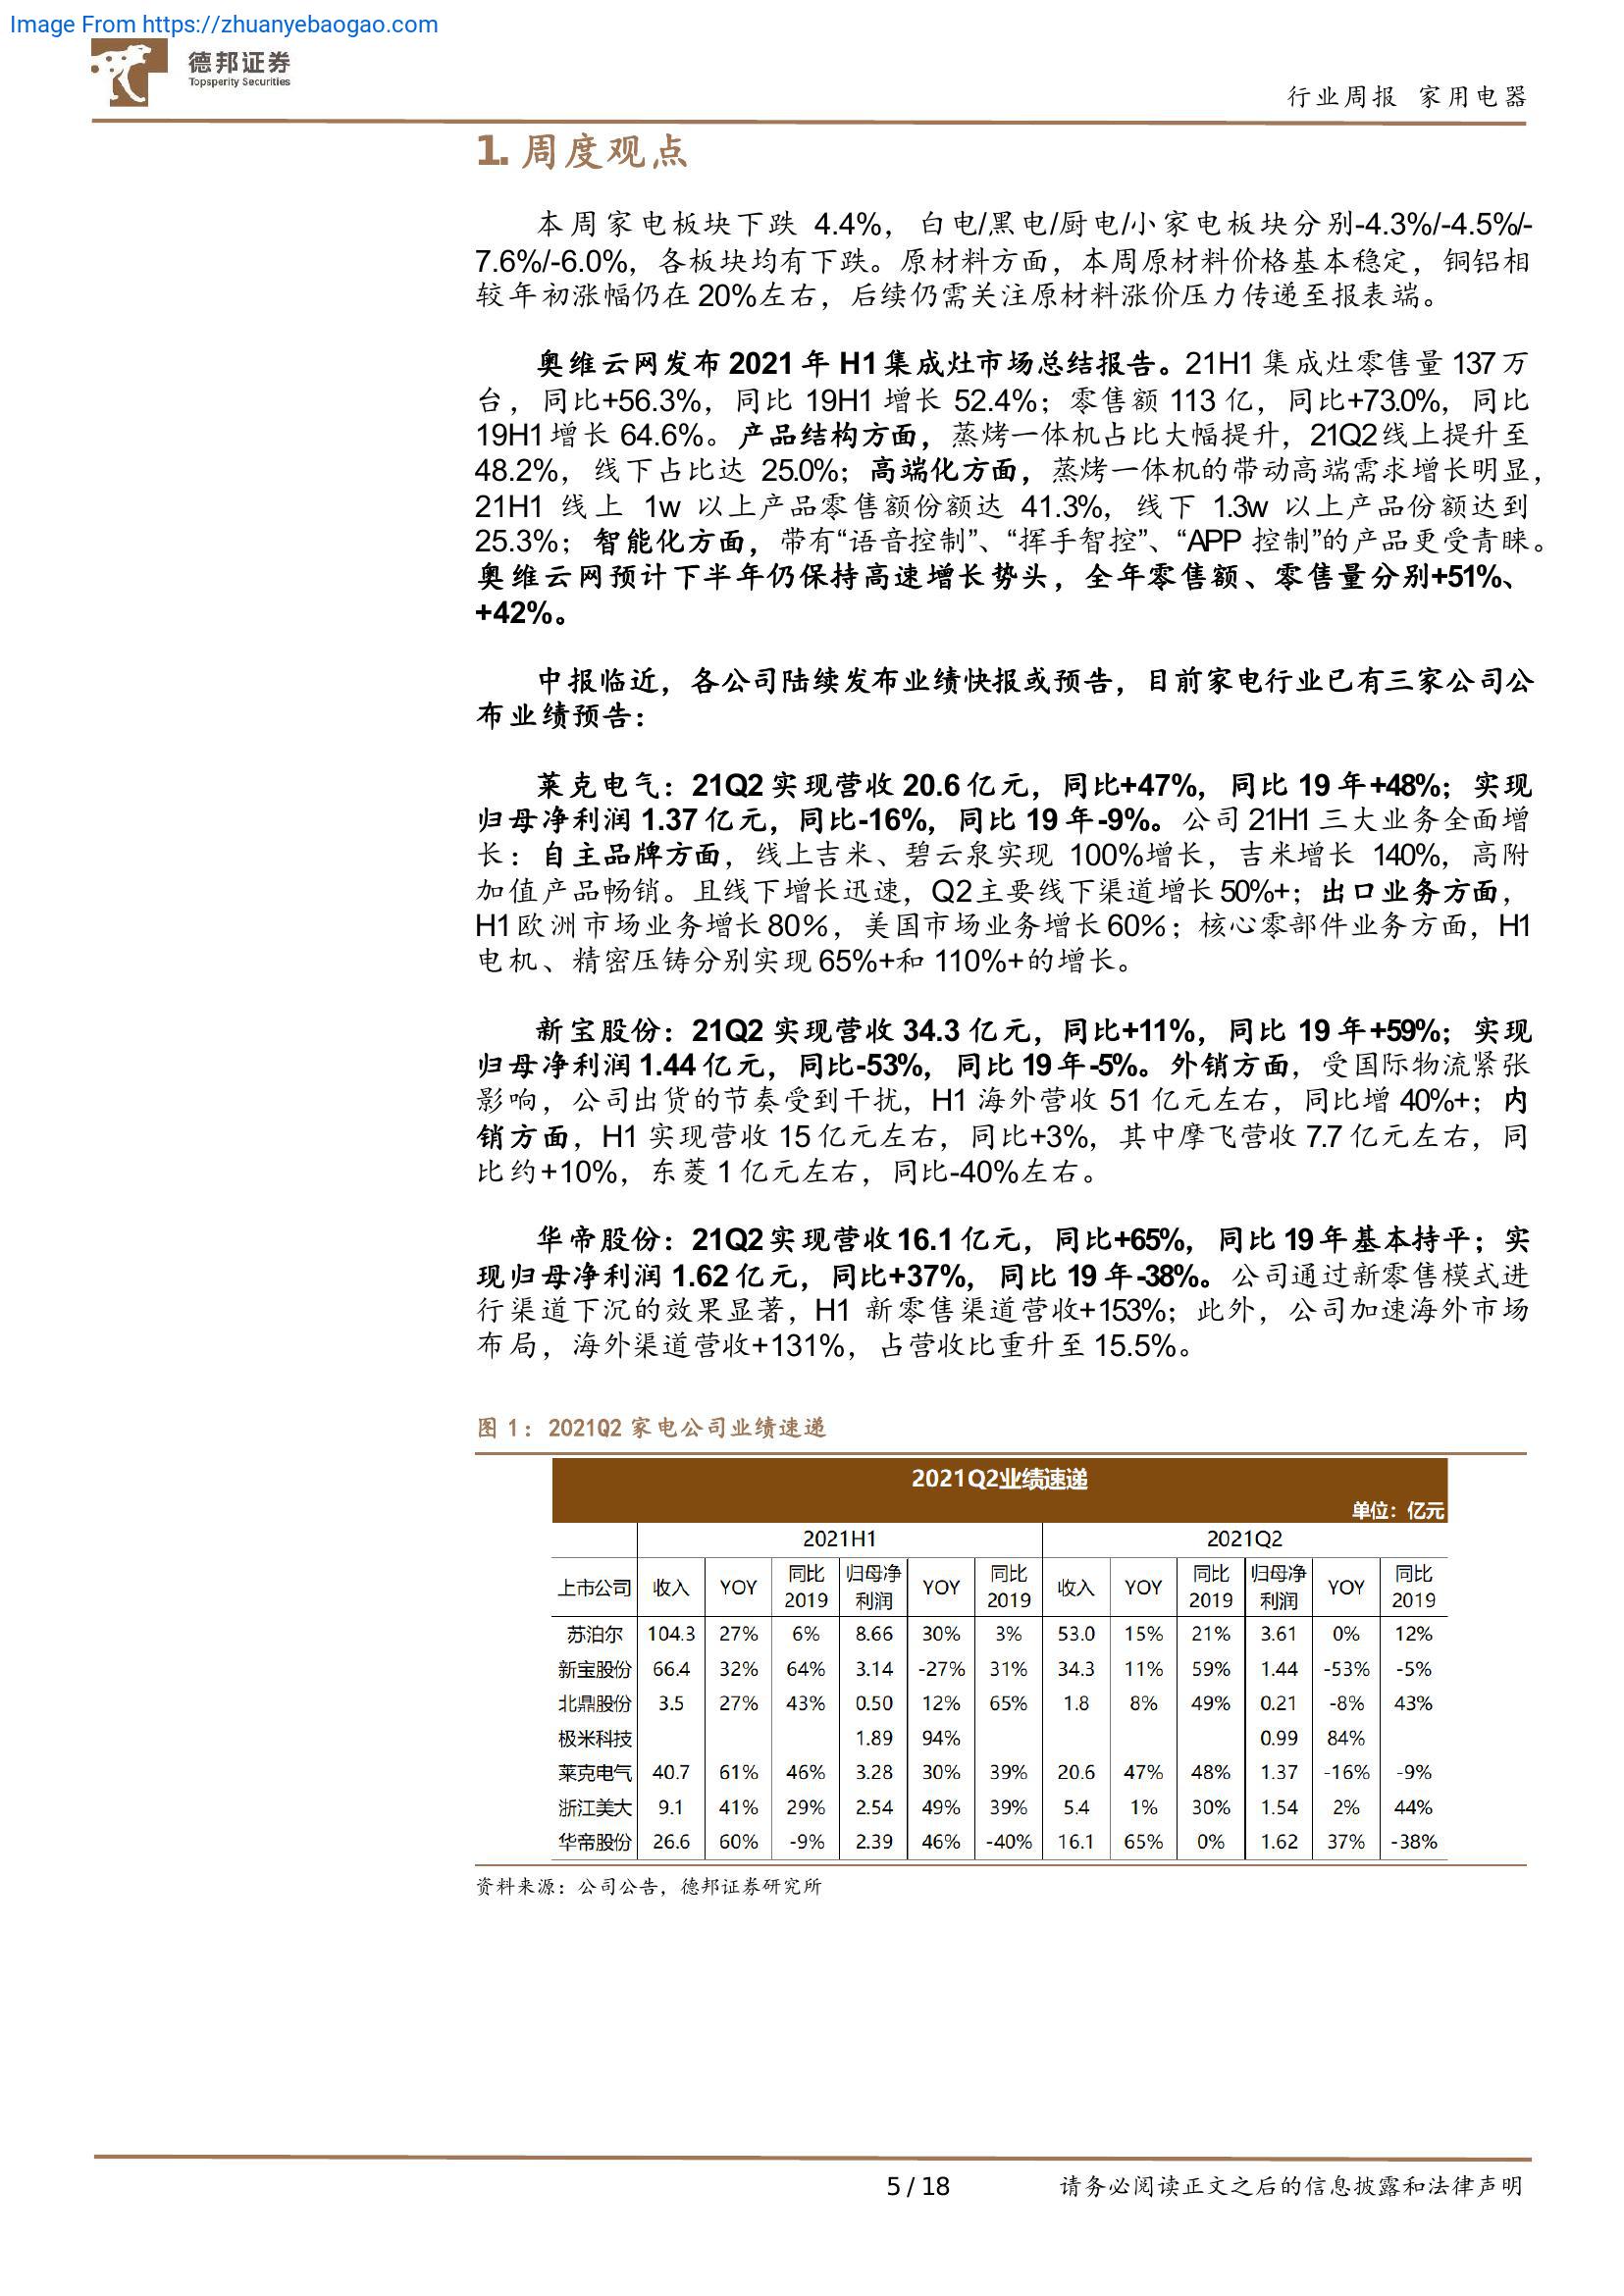 Image From https://zhuanyebaogao.com
德邦证券
Topsperity Securities
行业周报 家用电器
1. 周度观点
本周家电板块下跌 4.4%，白电/黑电/厨电/小家电板块分别-4.3%/-4.5%/-
7.6%/-6.0%，各板块均有下跌。原材料方面，本周原材料价格基本稳定，铜铝相
较年初涨幅仍在 20%左右，后续仍需关注原材料涨价压力传递至报表端。
奥维云网发布 2021 年 H1 集成灶市场总结报告。21H1 集成灶零售量 137 万
台，同比+56.3%，同比 19H1 增长 52.4%；零售额 113 亿，同比+73.0%，同比
19H1 增长 64.6%。产品结构方面，蒸烤一体机占比大幅提升，21Q2 线上提升至
48.2%，线下占比达 25.0%；高端化方面，蒸烤一体机的带动高端需求增长明显，
21H1 线上 1w 以上产品零售额份额达 41.3%，线下 1.3w 以上产品份额达到
25.3%；智能化方面，带有“语音控制”、“挥手智控”、“APP 控制”的产品更受青睐。
奥维云网预计下半年仍保持高速增长势头，全年零售额、零售量分别+51%、
+42%。
中报临近，各公司陆续发布业绩快报或预告，目前家电行业已有三家公司公
布业绩预告：
莱克电气：21Q2 实现营收 20.6 亿元，同比+47%，同比 19 年+48%；实现
归母净利润 1.37 亿元，同比-16%，同比 19 年-9%。公司 21H1 三大业务全面增
长：自主品牌方面，线上吉米、碧云泉实现 100%增长，吉米增长 140%，高附
加值产品畅销。且线下增长迅速，Q2 主要线下渠道增长 50%+；出口业务方面，
H1 欧洲市场业务增长 80%，美国市场业务增长 60%；核心零部件业务方面，H1
电机、精密压铸分别实现 65%+和 110%+的增长。
新宝股份：21Q2 实现营收 34.3 亿元，同比+11%，同比 19 年+59%；实现
归母净利润 1.44 亿元，同比-53%，同比 19 年-5%。外销方面，受国际物流紧张
影响，公司出货的节奏受到干扰，H1 海外营收 51 亿元左右，同比增 40%+；内
销方面，H1 实现营收 15 亿元左右，同比+3%，其中摩飞营收 7.7 亿元左右，同
比约+10%，东菱 1 亿元左右，同比-40%左右。
华帝股份：21Q2 实现营收 16.1 亿元，同比+65%，同比 19 年基本持平；实
现归母净利润 1.62 亿元，同比+37%，同比 19 年-38%。公司通过新零售模式进
行渠道下沉的效果显著，H1 新零售渠道营收+153%；此外，公司加速海外市场
布局，海外渠道营收+131%，占营收比重升至 15.5%。
图 1：2021Q2 家电公司业绩速递
2021Q2业绩速递
单位：亿元
2021H1 2021Q2
上市公司 收入 YOY 同比2019 归母净利润 YOY 同比2019 收入 YOY 同比2019 归母净利润 YOY 同比2019
苏泊尔 104.3 27% 6% 8.66 30% 3% 53.0 15% 21% 3.61 0% 12%
新宝股份 66.4 32% 64% 3.14 -27% 31% 34.3 11% 59% 1.44 -53% -5%
北鼎股份 3.5 27% 43% 0.50 12% 65% 1.8 8% 49% 0.21 -8% 43%
极米科技 1.89 94% 0.99 84%
莱克电气 40.7 61% 46% 3.28 30% 39% 20.6 47% 48% 1.37 -16% -9%
浙江美大 9.1 41% 29% 2.54 49% 39% 5.4 1% 30% 1.54 2% 44%
华帝股份 26.6 60% -9% 2.39 46% -40% 16.1 65% 0% 1.62 37% -38%
资料来源：公司公告，德邦证券研究所
5 / 18
请务必阅读正文之后的信息披露和法律声明